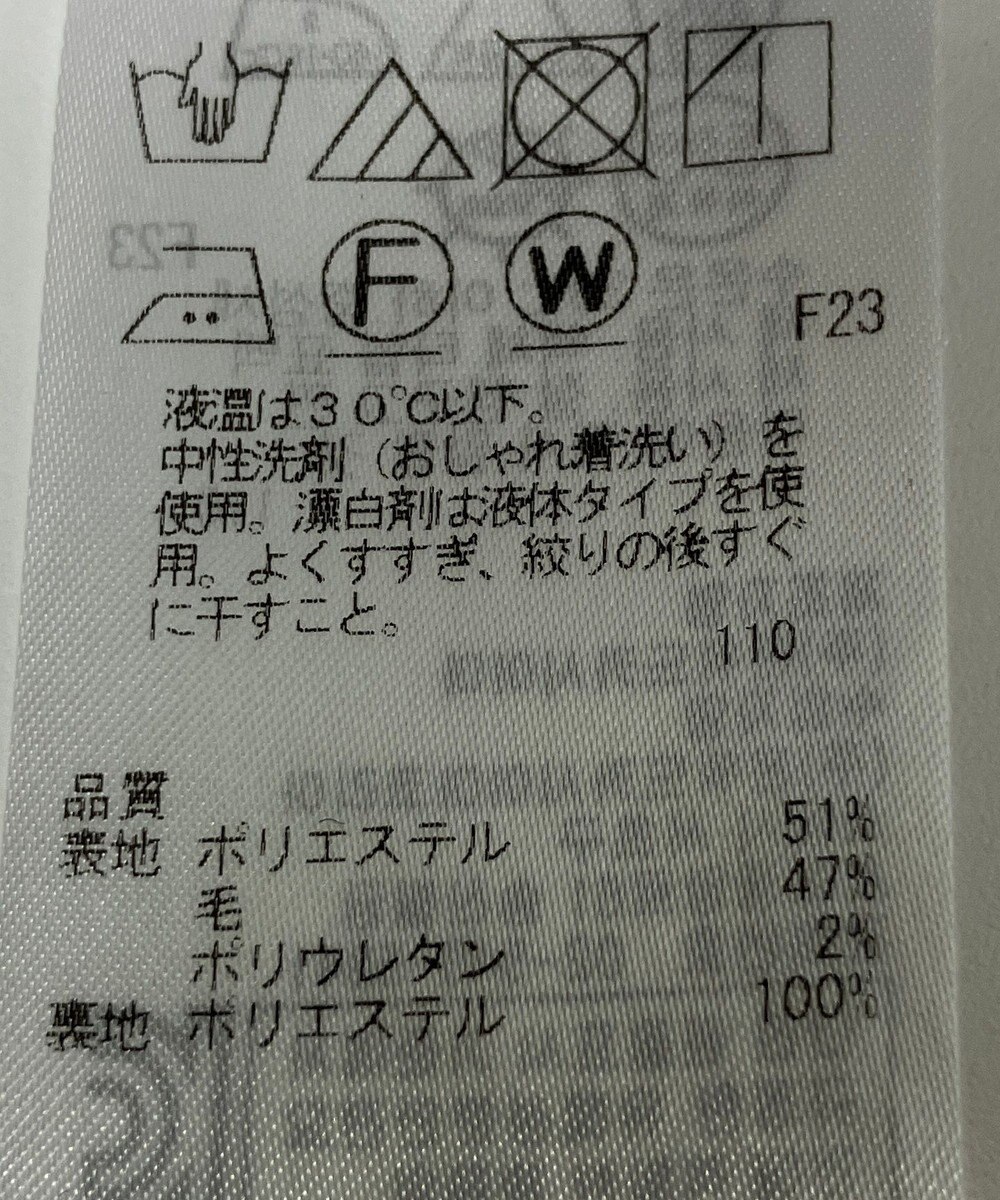 F
W
F23
液温は30℃以下。
中性洗剤(おしゃれ着洗い)を
使用。漂白剤は液体タイプを使
用。よくすすぎ、絞りの後すぐ
に干すこと。
110
品質
表地 ポリエステル 51%
毛 47%
ポリウレタン 2%
裏地 ポリエステル 100%